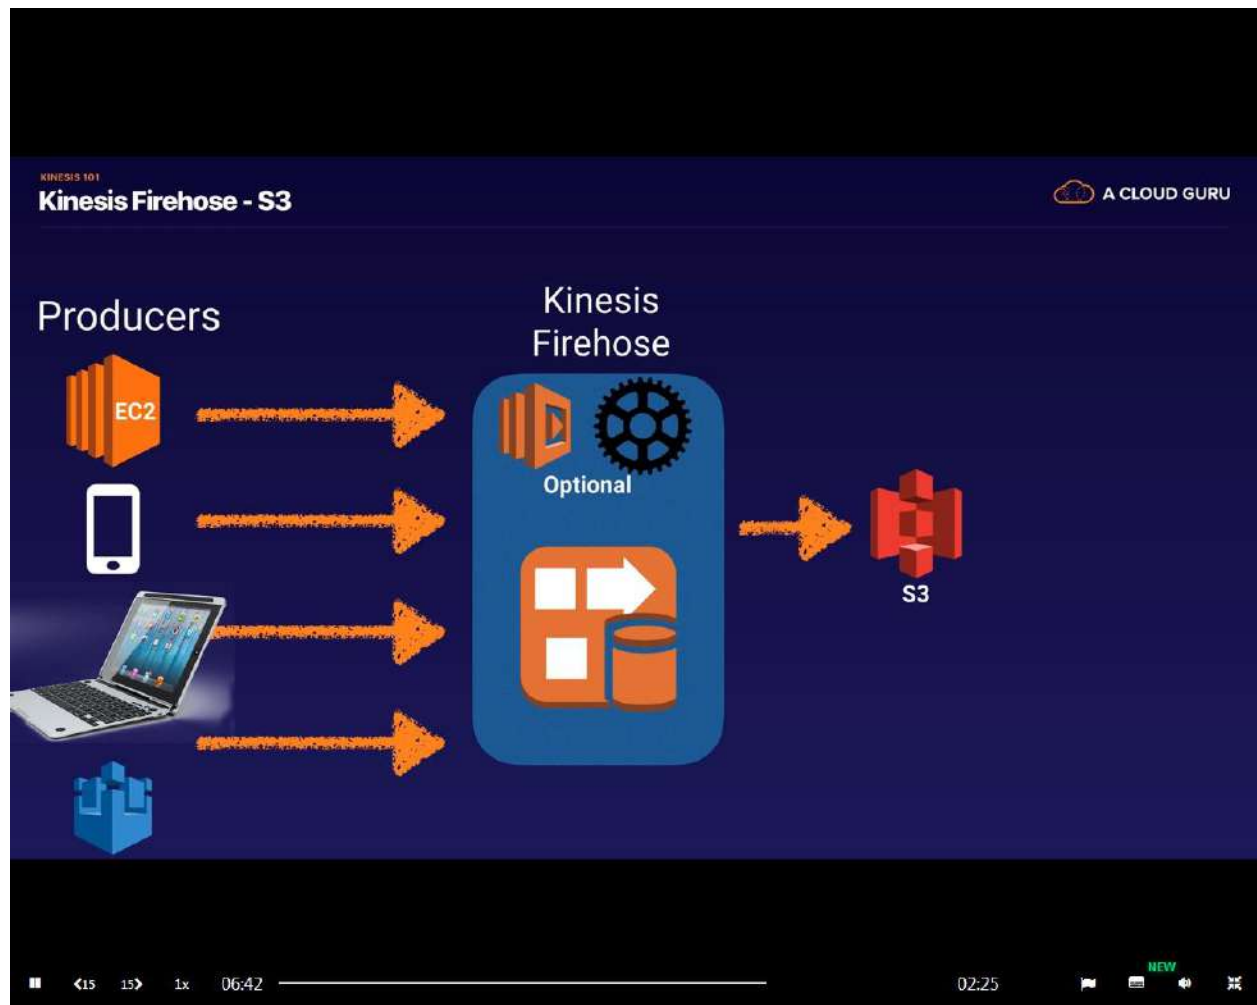 KINESIS 101
Kinesis Firehose - S3
A CLOUD GURU
Producers
Kinesis
Firehose
EC2
Optional
S3
15
15
1x
06:42
02:25
NEW